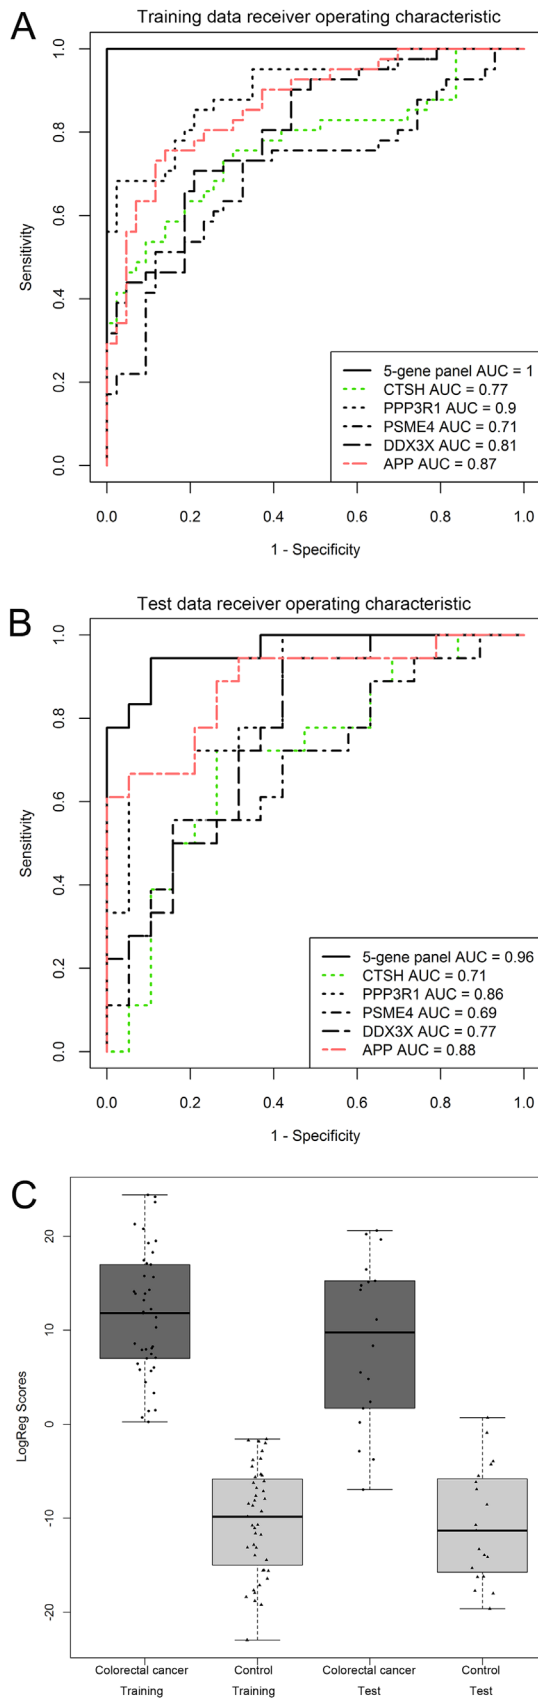 A
Training data receiver operating characteristic
Sensitivity
0.0 0.2 0.4 0.6 0.8 1.0
5-gene panel AUC = 1
CTSH AUC = 0.77
PPP3R1 AUC = 0.9
PSME4 AUC = 0.71
DDX3X AUC = 0.81
APP AUC = 0.87
0.0 0.2 0.4 0.6 0.8 1.0
1 - Specificity
B
Test data receiver operating characteristic
Sensitivity
0.0 0.2 0.4 0.6 0.8 1.0
5-gene panel AUC = 0.96
CTSH AUC = 0.71
PPP3R1 AUC = 0.86
PSME4 AUC = 0.69
DDX3X AUC = 0.77
APP AUC = 0.88
0.0 0.2 0.4 0.6 0.8 1.0
1 - Specificity
C
LogReg Scores
-20 -10 0 10 20
Colorectal cancer Control Colorectal cancer Control
Training Training Test Test